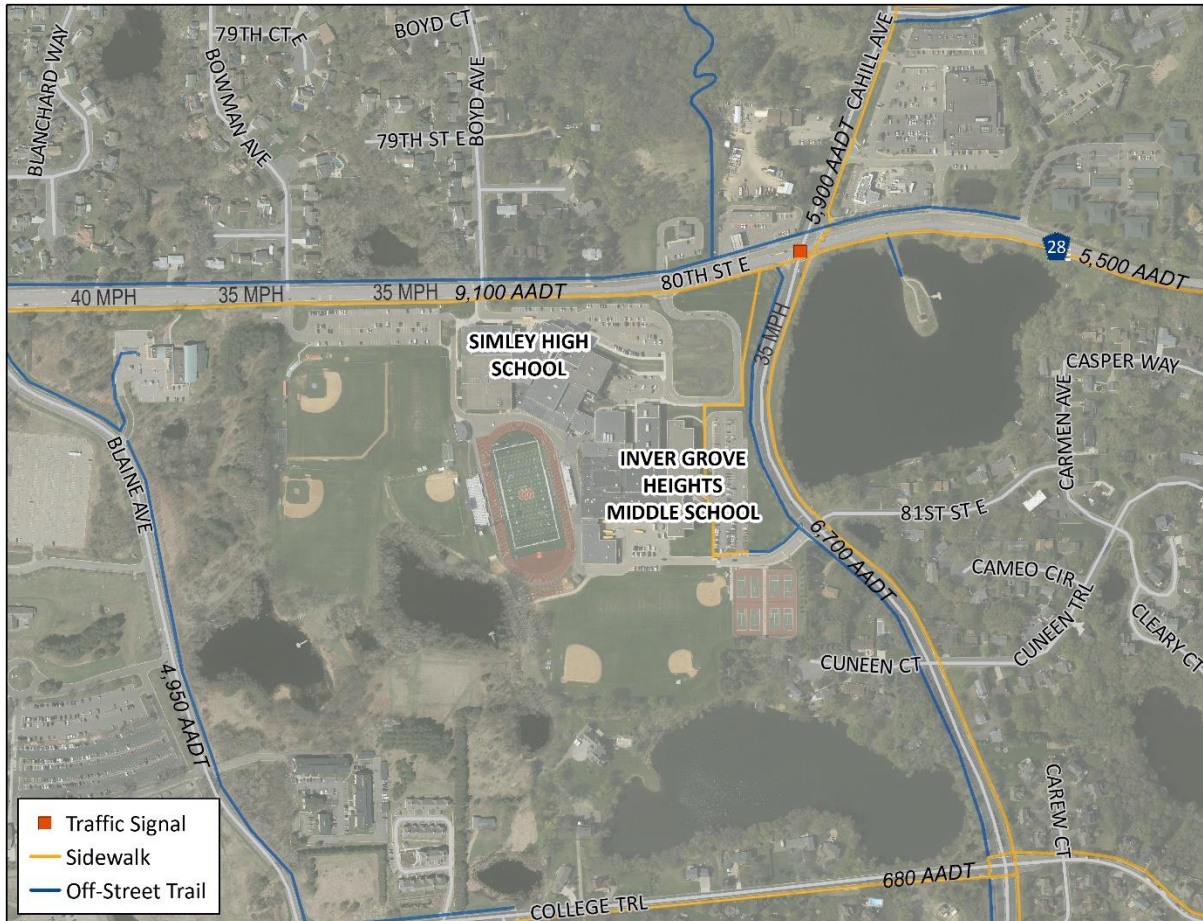 BLANCHARD WAY
79TH CT E
BOWMAN AVE
BOYD CT
BOYD AVE
79TH ST E
CAHILL AVE
5,900 AADT
80TH ST E
28
5,500 AADT
40 MPH
35 MPH
35 MPH
9,100 AADT
35 MPH
SIMLEY HIGH
SCHOOL
CASPER WAY
CARMEN AVE
INVER GROVE
HEIGHTS
MIDDLE SCHOOL
BLAINE AVE
81ST ST E
6,700 AADT
CAMEO CIR
CUNEEN TRL
CLEARY CT
CUNEEN CT
4,950 AADT
CAREW CT
680 AADT
COLLEGE TRL
Traffic Signal
Sidewalk
Off-Street Trail